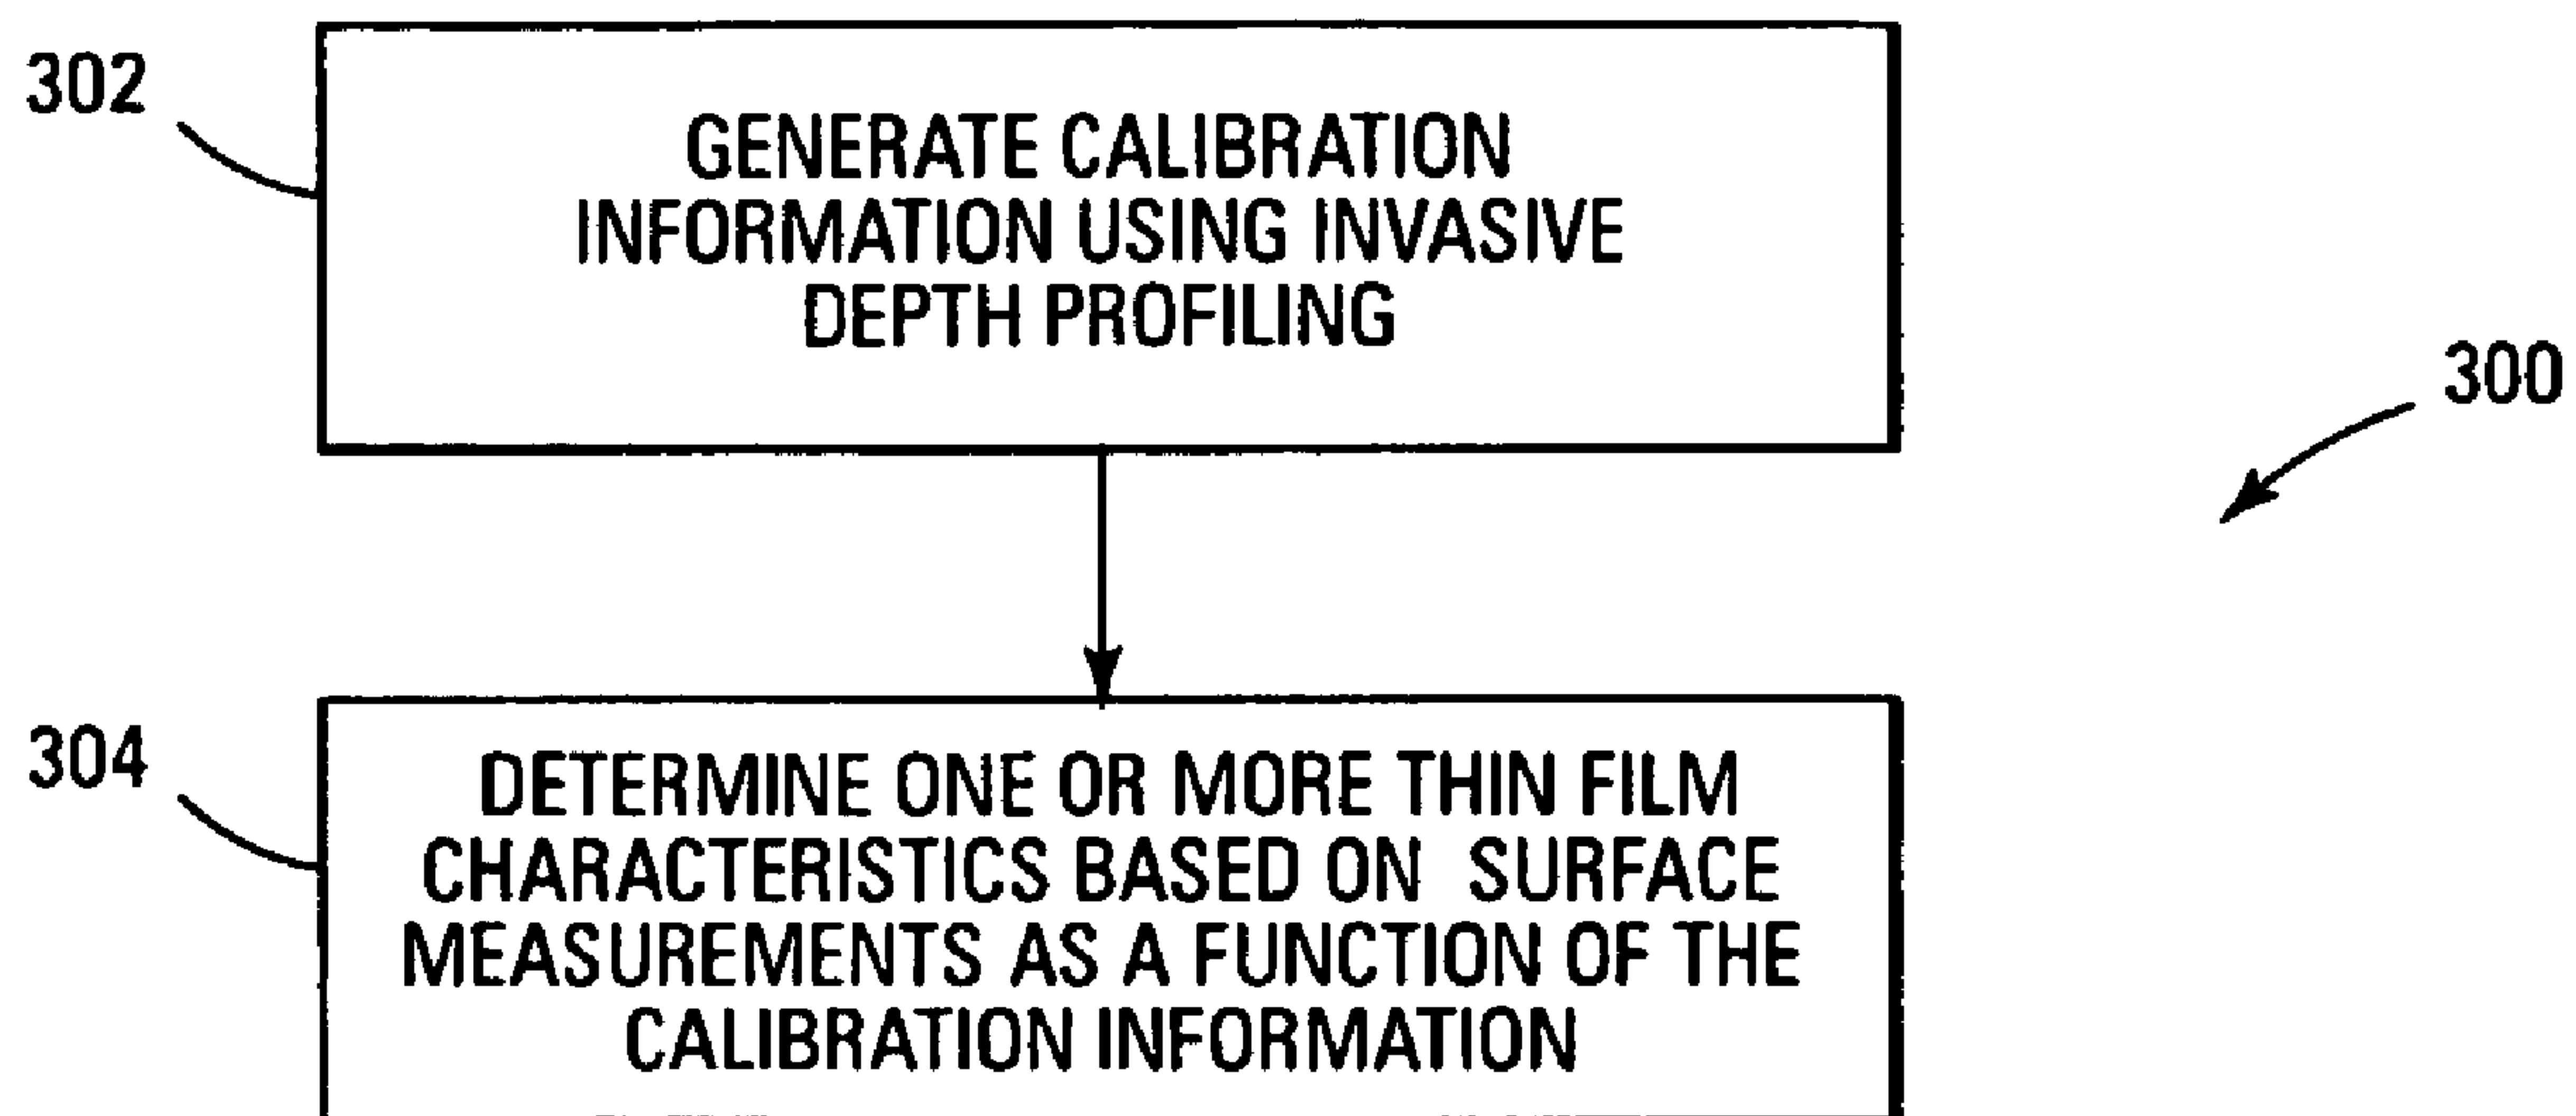 302
GENERATE CALIBRATION
INFORMATION USING INVASIVE
DEPTH PROFILING
300
304
DETERMINE ONE OR MORE THIN FILM
CHARACTERISTICS BASED ON SURFACE
MEASUREMENTS AS A FUNCTION OF THE
CALIBRATION INFORMATION